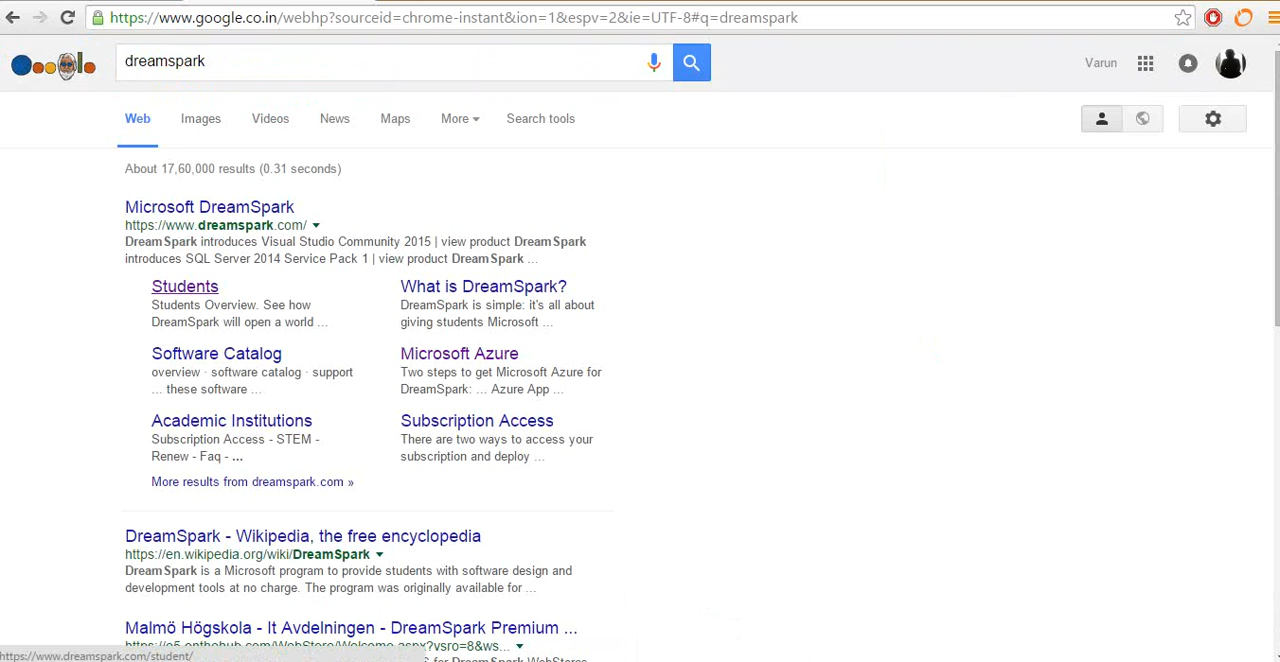 https://www.google.co.in/webhp?sourceid=chrome-instant&ion=1&espv=2&ie=UTF-8#q=dreamspark
dreamspark
Varun
Web Images Videos News Maps More Search tools
About 17,60,000 results (0.31 seconds)
Microsoft DreamSpark
https://www.dreamspark.com/
DreamSpark introduces Visual Studio Community 2015 | view product DreamSpark
introduces SQL Server 2014 Service Pack 1 | view product DreamSpark ...
Students
Students Overview. See how
DreamSpark will open a world ...
What is DreamSpark?
DreamSpark is simple: it's all about
giving students Microsoft ...
Software Catalog
overview · software catalog · support
... these software ...
Microsoft Azure
Two steps to get Microsoft Azure for
DreamSpark: ... Azure App ...
Academic Institutions
Subscription Access - STEM -
Renew - Faq - ...
Subscription Access
There are two ways to access your
subscription and deploy ...
More results from dreamspark.com »
DreamSpark - Wikipedia, the free encyclopedia
https://en.wikipedia.org/wiki/DreamSpark
DreamSpark is a Microsoft program to provide students with software design and
development tools at no charge. The program was originally available for ...
Malmö Högskola - It Avdelningen - DreamSpark Premium ...
https://e5.onthehub.com/WebStore/Welcome.aspx?vsro=8&ws...
for DreamSpark WebStores
https://www.dreamspark.com/student/